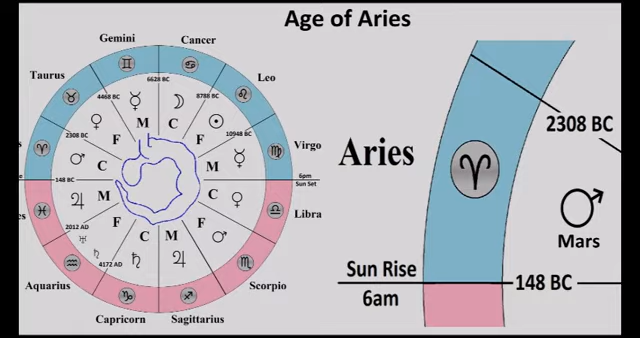 Age of Aries
Gemini
Cancer
Taurus
Leo
Virgo
Libra
Scorpio
Sagittarius
Capricorn
Aquarius
es
6628 BC
4468 BC
8788 BC
2308 BC
10948 BC
148 BC
2012 AD
4172 AD
M
C
F
F
C
M
M
C
F
F
C
M
6pm
Sun Set
Aries
2308 BC
Mars
Sun Rise
6am
148 BC